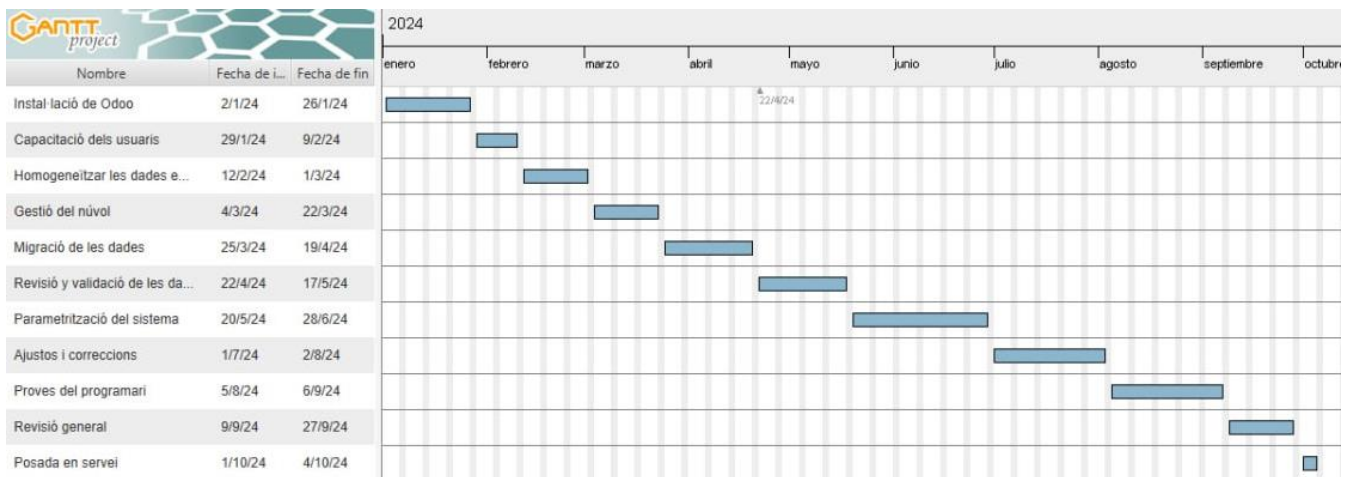 GANTT
project
2024
Nombre Fecha de i... Fecha de fin
enero febrero marzo abril mayo junio julio agosto septiembre octubre
22/4/24
Instal·lació de Odoo 2/1/24 26/1/24
Capacitació dels usuaris 29/1/24 9/2/24
Homogeneïtzar les dades e... 12/2/24 1/3/24
Gestió del núvol 4/3/24 22/3/24
Migració de les dades 25/3/24 19/4/24
Revisió y validació de les da... 22/4/24 17/5/24
Parametrització del sistema 20/5/24 28/6/24
Ajustos i correccions 1/7/24 2/8/24
Proves del programari 5/8/24 6/9/24
Revisió general 9/9/24 27/9/24
Posada en servei 1/10/24 4/10/24